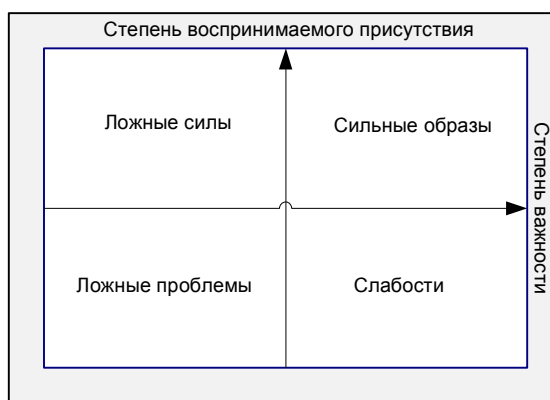 Степень воспринимаемого присутствия
Ложные силы
Сильные образы
Степень важности
Ложные проблемы
Слабости